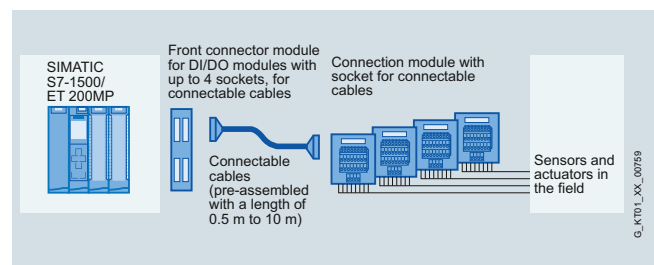 SIMATIC
S7-1500/
ET 200MP
Front connector module
for DI/DO modules with
up to 4 sockets, for
connectable cables
Connectable
cables
(pre-assembled
with a length of
0.5 m to 10 m)
Connection module with
socket for connectable
cables
Sensors and
actuators in
the field
G_KT01_XX_00759